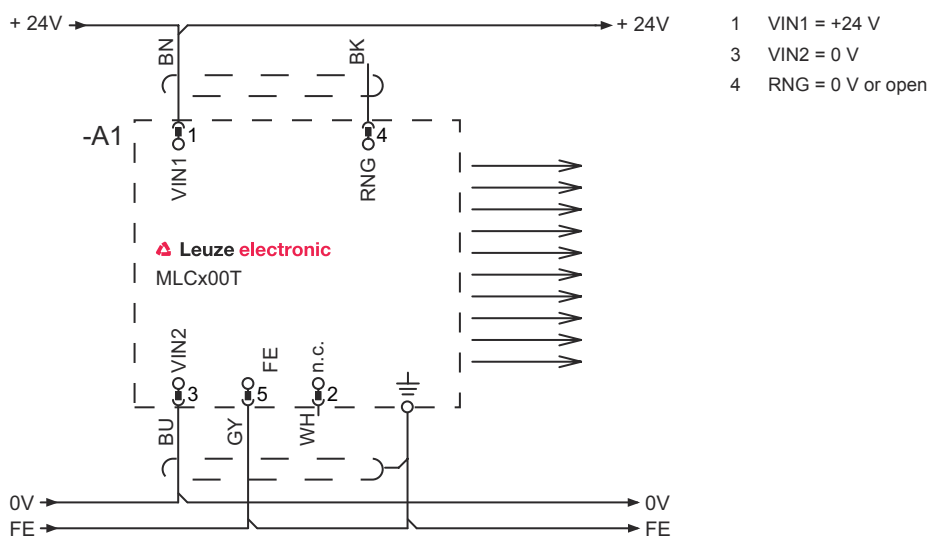 + 24V
+ 24V
1 VIN1 = +24 V
3 VIN2 = 0 V
4 RNG = 0 V or open
BN
BK
-A1
1
4
VIN1
RNG
Leuze electronic
MLCx00T
VIN2
FE
n.c.
3
5
2
BU
GY
WH
0V
0V
FE
FE